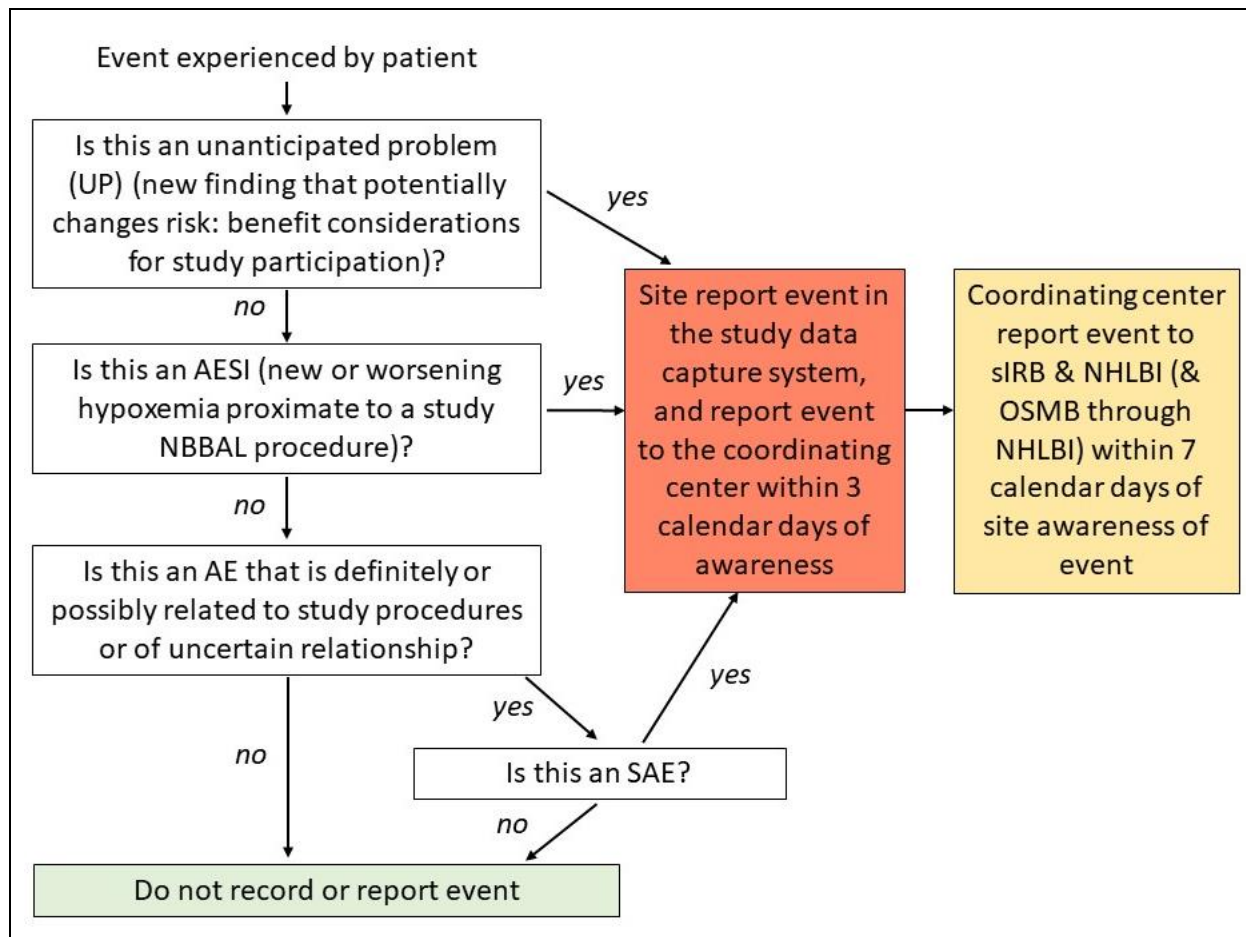 Event experienced by patient
Is this an unanticipated problem
(UP) (new finding that potentially
changes risk: benefit considerations
for study participation)?
yes
no
Is this an AESI (new or worsening
hypoxemia proximate to a study
NBBAL procedure)?
yes
no
Is this an AE that is definitely or
possibly related to study procedures
or of uncertain relationship?
yes
no
Is this an SAE?
yes
no
Do not record or report event
Site report event in
the study data
capture system,
and report event
to the coordinating
center within 3
calendar days of
awareness
Coordinating center
report event to
sIRB & NHLBI (&
OSMB through
NHLBI) within 7
calendar days of
site awareness of
event